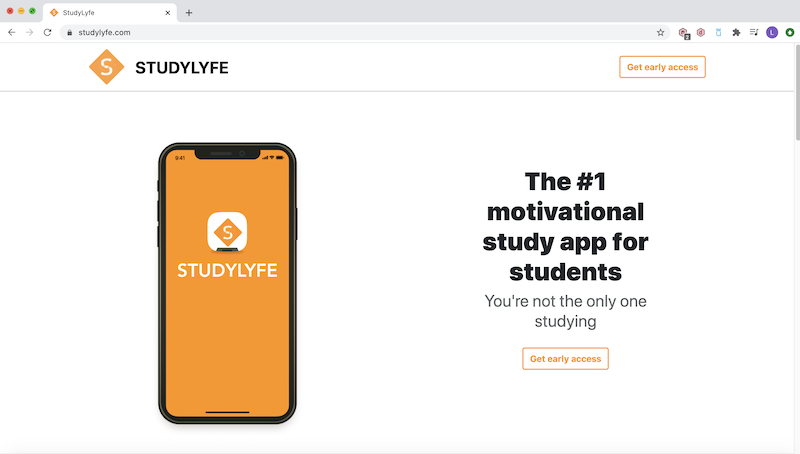 StudyLyfe
studylyfe.com
2
L
S
STUDYLYFE
Get early access
9:41
S
STUDYLYFE
The #1
motivational
study app for
students
You're not the only one
studying
Get early access